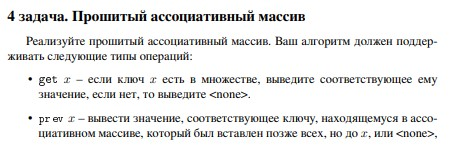 4 задача. Прошитый ассоциативный массив
Реализуйте прошитый ассоциативный массив. Ваш алгоритм должен поддер-
живать следующие типы операций:
• get x – если ключ x есть в множестве, выведите соответствующее ему
значение, если нет, то выведите <none>.
• prev x – вывести значение, соответствующее ключу, находящемуся в ассо-
циативном массиве, который был вставлен позже всех, но до x, или <none>,